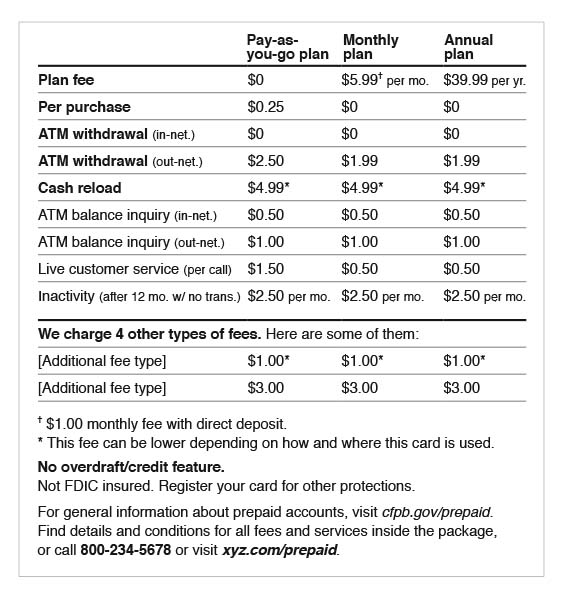 Pay-as-you-go plan Monthly plan Annual plan
Plan fee $0 $5.99† per mo. $39.99 per yr.
Per purchase $0.25 $0 $0
ATM withdrawal (in-net.) $0 $0 $0
ATM withdrawal (out-net.) $2.50 $1.99 $1.99
Cash reload $4.99* $4.99* $4.99*
ATM balance inquiry (in-net.) $0.50 $0.50 $0.50
ATM balance inquiry (out-net.) $1.00 $1.00 $1.00
Live customer service (per call) $1.50 $0.50 $0.50
Inactivity (after 12 mo. w/ no trans.) $2.50 per mo. $2.50 per mo. $2.50 per mo.
We charge 4 other types of fees. Here are some of them:
[Additional fee type] $1.00* $1.00* $1.00*
[Additional fee type] $3.00 $3.00 $3.00
† $1.00 monthly fee with direct deposit.
* This fee can be lower depending on how and where this card is used.
No overdraft/credit feature.
Not FDIC insured. Register your card for other protections.
For general information about prepaid accounts, visit cfpb.gov/prepaid.
Find details and conditions for all fees and services inside the package,
or call 800-234-5678 or visit xyz.com/prepaid.